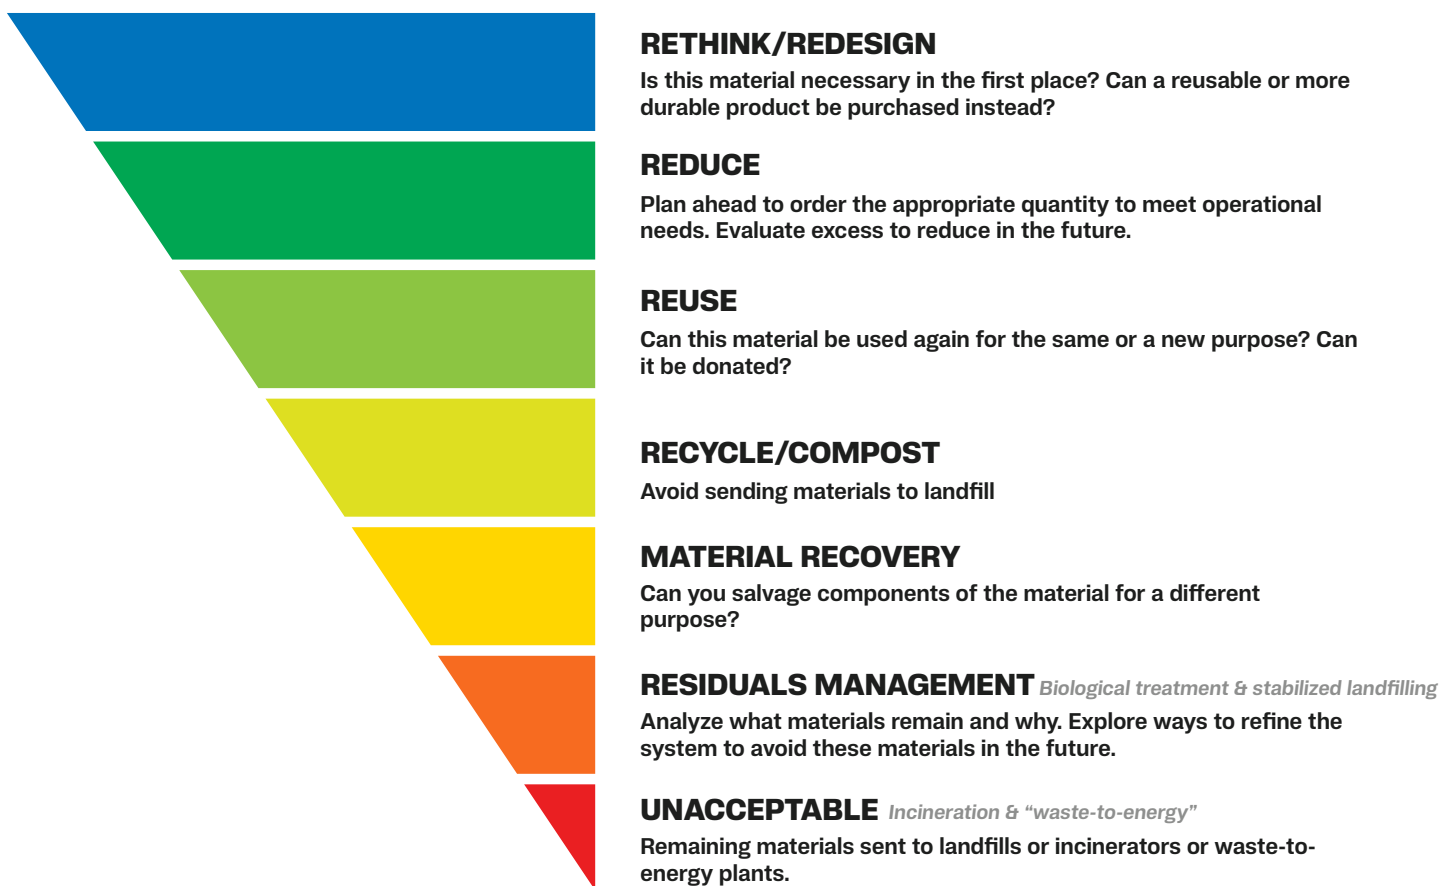 RETHINK/REDESIGN
Is this material necessary in the first place? Can a reusable or more
durable product be purchased instead?
REDUCE
Plan ahead to order the appropriate quantity to meet operational
needs. Evaluate excess to reduce in the future.
REUSE
Can this material be used again for the same or a new purpose? Can
it be donated?
RECYCLE/COMPOST
Avoid sending materials to landfill
MATERIAL RECOVERY
Can you salvage components of the material for a different
purpose?
RESIDUALS MANAGEMENT Biological treatment & stabilized landfilling
Analyze what materials remain and why. Explore ways to refine the
system to avoid these materials in the future.
UNACCEPTABLE Incineration & “waste-to-energy”
Remaining materials sent to landfills or incinerators or waste-to-
energy plants.